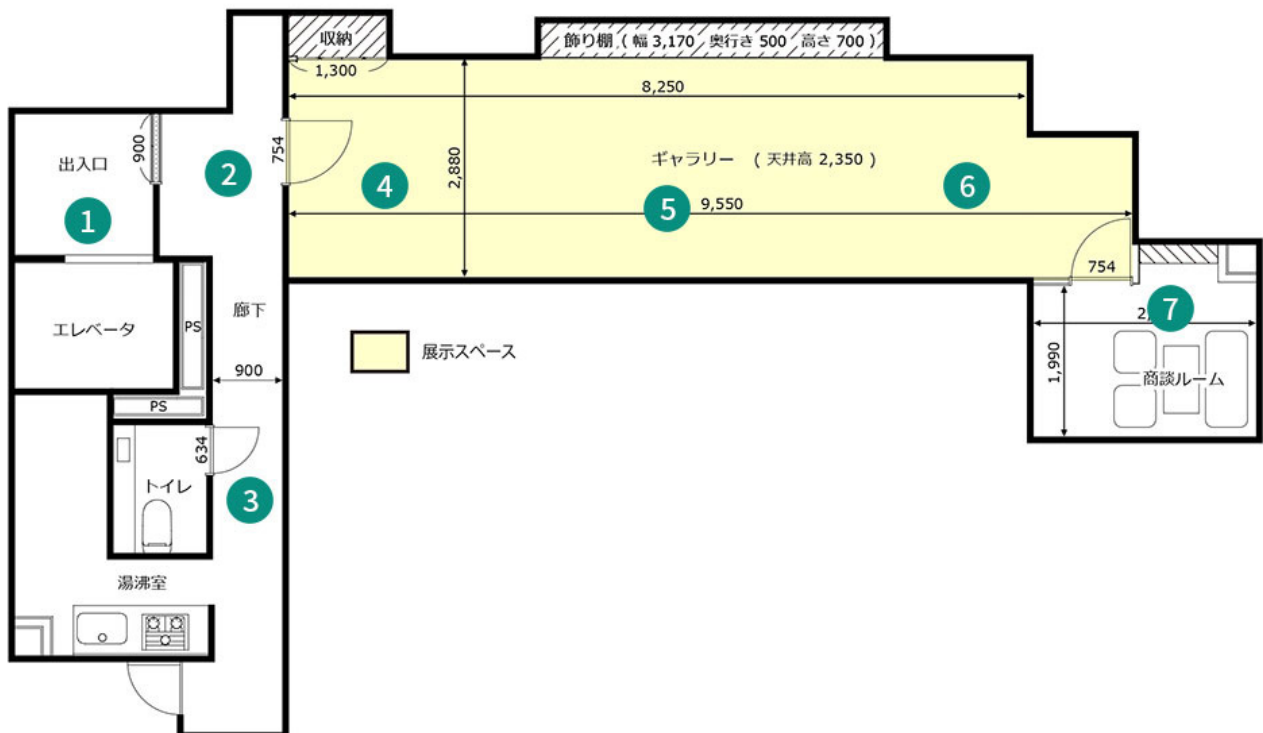 収納
1,300
飾り棚 ( 幅 3,170 奥行き 500 高さ 700 )
8,250
出入口
900
754
2,880
ギャラリー ( 天井高 2,350 )
1
2
4
5
6
9,550
エレベータ
PS
廊下
展示スペース
754
7
2,
1,990
商談ルーム
900
PS
634
トイレ
3
湯沸室